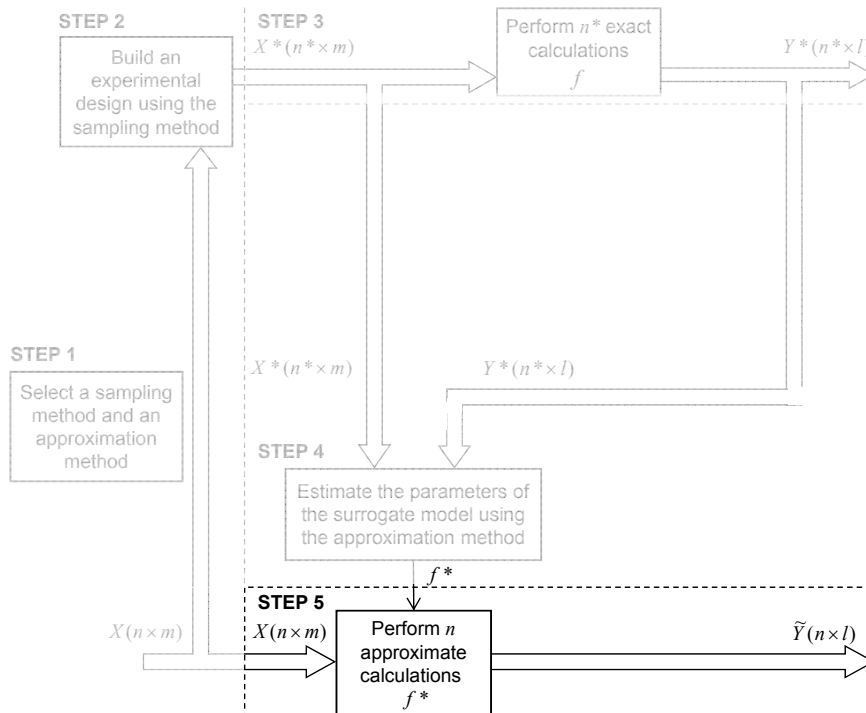 STEP 2
Build an
experimental
design using the
sampling method
STEP 3
X * (n* × m)
Perform n* exact
calculations
f
Y * (n* × l)
STEP 1
Select a sampling
method and an
approximation
method
X * (n* × m)
Y * (n* × l)
STEP 4
Estimate the parameters of
the surrogate model using
the approximation method
f *
STEP 5
X(n × m)
X(n × m)
Perform n
approximate
calculations
f *
Ỹ(n × l)